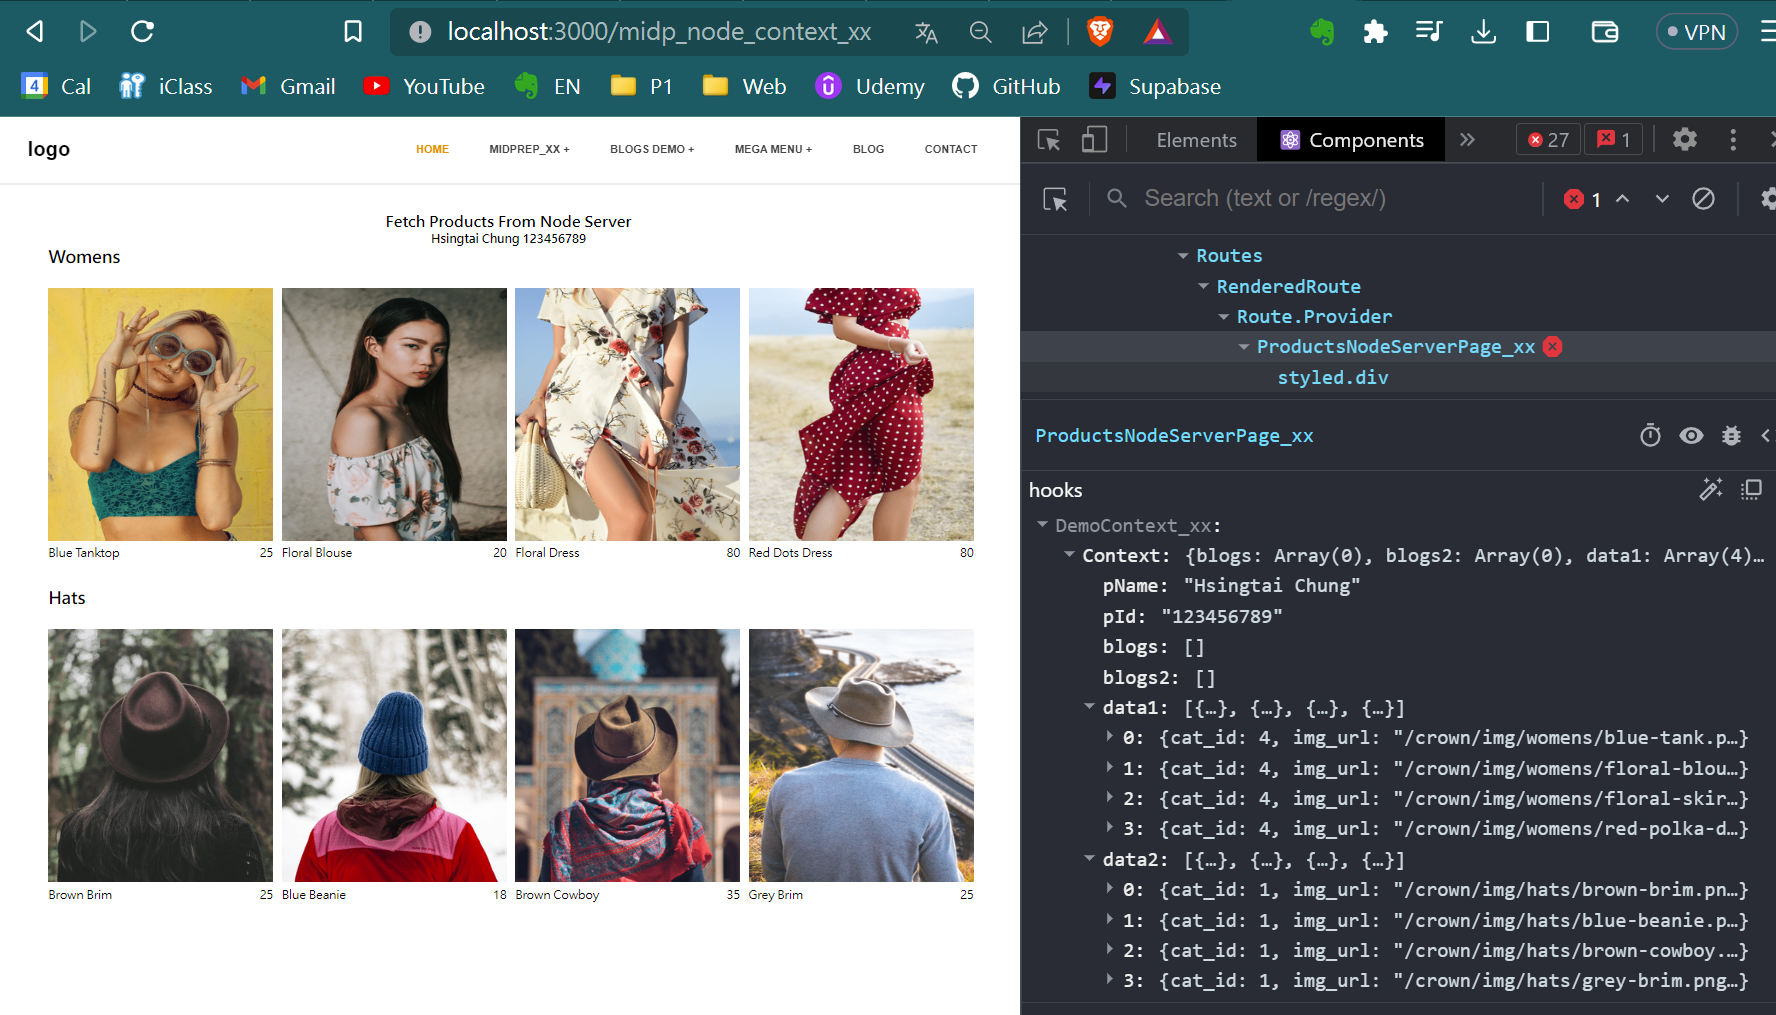 localhost:3000/midp_node_context_xx
VPN
4 Cal
iClass
Gmail
YouTube
EN
P1
Web
Udemy
GitHub
Supabase
logo
HOME
MIDPREP_XX +
BLOGS DEMO +
MEGA MENU +
BLOG
CONTACT
Fetch Products From Node Server
Hsingtai Chung 123456789
Womens
Blue Tanktop 25
Floral Blouse 20
Floral Dress 80
Red Dots Dress 80
Hats
Brown Brim 25
Blue Beanie 18
Brown Cowboy 35
Grey Brim 25
Elements
Components
27
1
Search (text or /regex/)
1
Routes
RenderedRoute
Route.Provider
ProductsNodeServerPage_xx
styled.div
ProductsNodeServerPage_xx
hooks
DemoContext_xx:
Context: {blogs: Array(0), blogs2: Array(0), data1: Array(4)…
pName: "Hsingtai Chung"
pId: "123456789"
blogs: []
blogs2: []
data1: [{…}, {…}, {…}, {…}]
0: {cat_id: 4, img_url: "/crown/img/womens/blue-tank.p…}
1: {cat_id: 4, img_url: "/crown/img/womens/floral-blou…}
2: {cat_id: 4, img_url: "/crown/img/womens/floral-skir…}
3: {cat_id: 4, img_url: "/crown/img/womens/red-polka-d…}
data2: [{…}, {…}, {…}, {…}]
0: {cat_id: 1, img_url: "/crown/img/hats/brown-brim.pn…}
1: {cat_id: 1, img_url: "/crown/img/hats/blue-beanie.p…}
2: {cat_id: 1, img_url: "/crown/img/hats/brown-cowboy.…}
3: {cat_id: 1, img_url: "/crown/img/hats/grey-brim.png…}